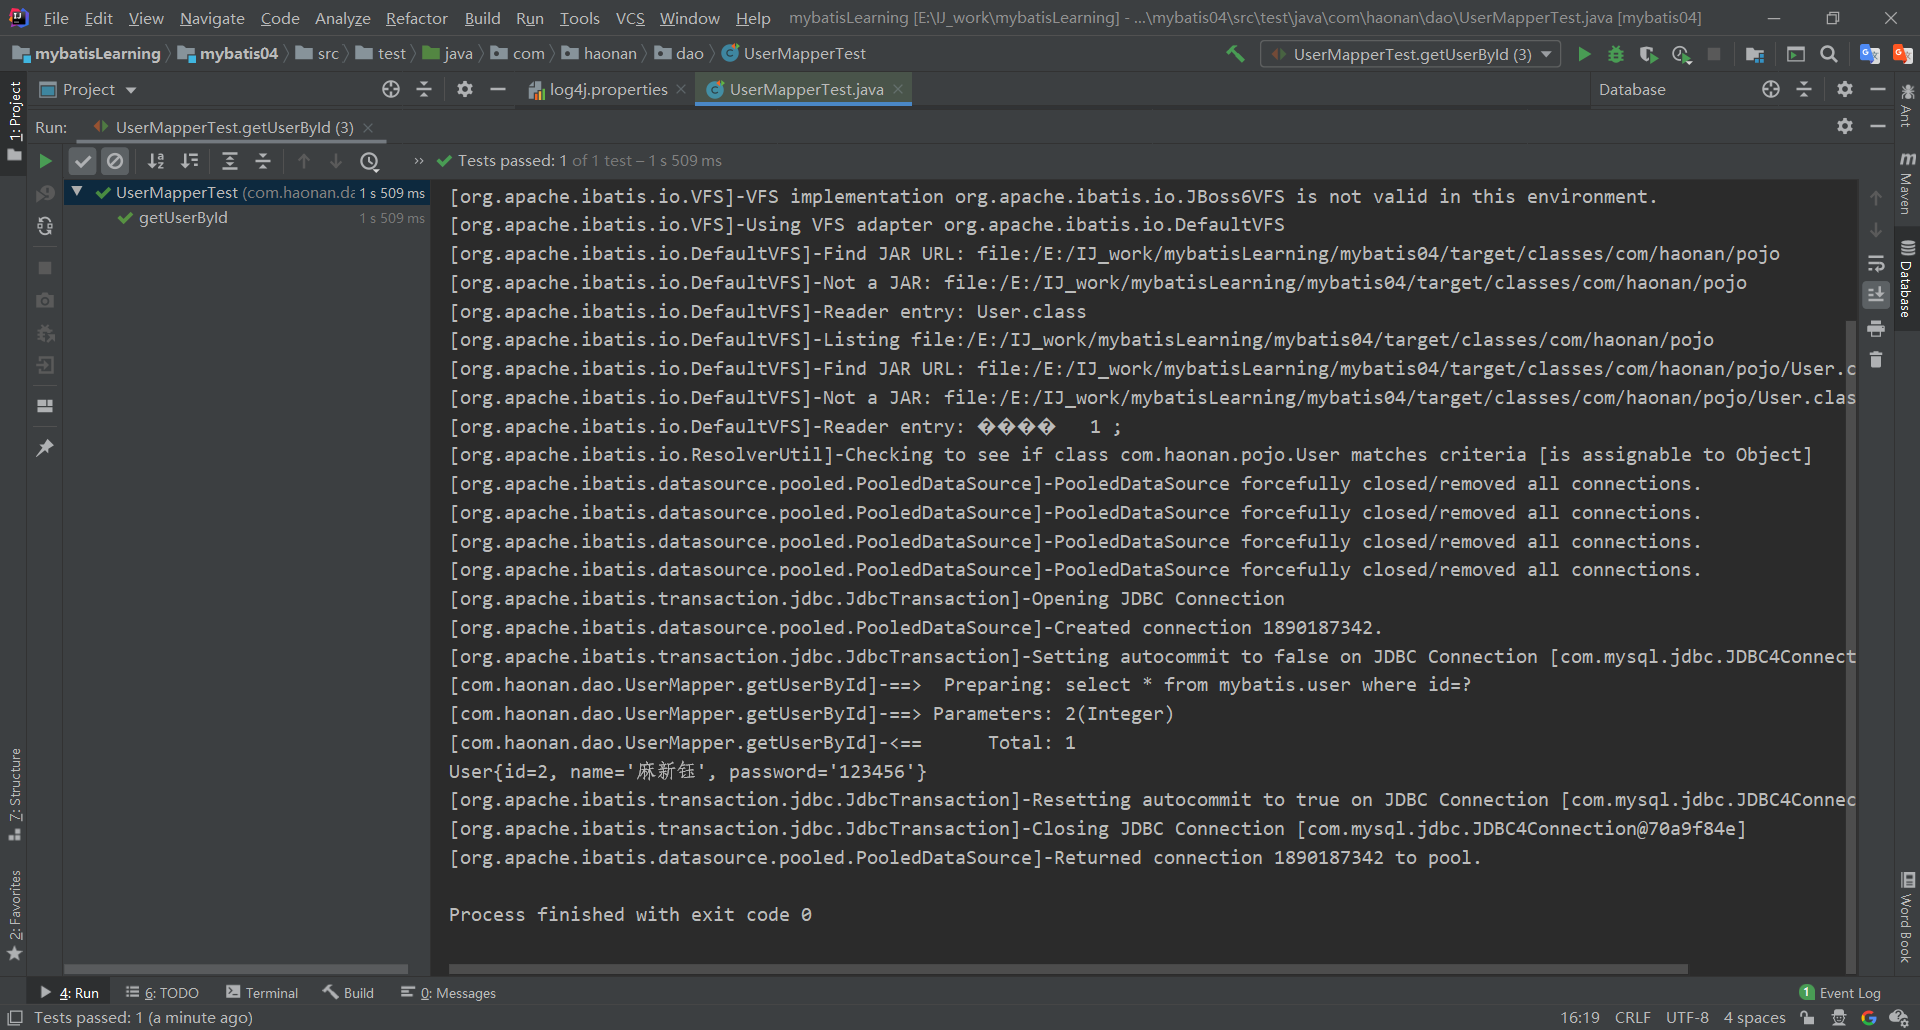 File Edit View Navigate Code Analyze Refactor Build Run Tools VCS Window Help mybatisLearning [E:\IJ_work\mybatisLearning] - ...\mybatis04\src\test\java\com\haonan\dao\UserMapperTest.java [mybatis04]
mybatisLearning mybatis04 src test java com haonan dao UserMapperTest UserMapperTest.getUserById (3)
Project log4j.properties UserMapperTest.java Database
Run: UserMapperTest.getUserById (3)
» Tests passed: 1 of 1 test – 1 s 509 ms
UserMapperTest (com.haonan.da 1 s 509 ms
getUserById 1 s 509 ms
[org.apache.ibatis.io.VFS]-VFS implementation org.apache.ibatis.io.JBoss6VFS is not valid in this environment.
[org.apache.ibatis.io.VFS]-Using VFS adapter org.apache.ibatis.io.DefaultVFS
[org.apache.ibatis.io.DefaultVFS]-Find JAR URL: file:/E:/IJ_work/mybatisLearning/mybatis04/target/classes/com/haonan/pojo
[org.apache.ibatis.io.DefaultVFS]-Not a JAR: file:/E:/IJ_work/mybatisLearning/mybatis04/target/classes/com/haonan/pojo
[org.apache.ibatis.io.DefaultVFS]-Reader entry: User.class
[org.apache.ibatis.io.DefaultVFS]-Listing file:/E:/IJ_work/mybatisLearning/mybatis04/target/classes/com/haonan/pojo
[org.apache.ibatis.io.DefaultVFS]-Find JAR URL: file:/E:/IJ_work/mybatisLearning/mybatis04/target/classes/com/haonan/pojo/User.c
[org.apache.ibatis.io.DefaultVFS]-Not a JAR: file:/E:/IJ_work/mybatisLearning/mybatis04/target/classes/com/haonan/pojo/User.clas
[org.apache.ibatis.io.DefaultVFS]-Reader entry: ���� 1 ;
[org.apache.ibatis.io.ResolverUtil]-Checking to see if class com.haonan.pojo.User matches criteria [is assignable to Object]
[org.apache.ibatis.datasource.pooled.PooledDataSource]-PooledDataSource forcefully closed/removed all connections.
[org.apache.ibatis.datasource.pooled.PooledDataSource]-PooledDataSource forcefully closed/removed all connections.
[org.apache.ibatis.datasource.pooled.PooledDataSource]-PooledDataSource forcefully closed/removed all connections.
[org.apache.ibatis.datasource.pooled.PooledDataSource]-PooledDataSource forcefully closed/removed all connections.
[org.apache.ibatis.transaction.jdbc.JdbcTransaction]-Opening JDBC Connection
[org.apache.ibatis.datasource.pooled.PooledDataSource]-Created connection 1890187342.
[org.apache.ibatis.transaction.jdbc.JdbcTransaction]-Setting autocommit to false on JDBC Connection [com.mysql.jdbc.JDBC4Connect
[com.haonan.dao.UserMapper.getUserById]-==>  Preparing: select * from mybatis.user where id=?
[com.haonan.dao.UserMapper.getUserById]-==> Parameters: 2(Integer)
[com.haonan.dao.UserMapper.getUserById]-<==      Total: 1
User{id=2, name='麻新钰', password='123456'}
[org.apache.ibatis.transaction.jdbc.JdbcTransaction]-Resetting autocommit to true on JDBC Connection [com.mysql.jdbc.JDBC4Connec
[org.apache.ibatis.transaction.jdbc.JdbcTransaction]-Closing JDBC Connection [com.mysql.jdbc.JDBC4Connection@70a9f84e]
[org.apache.ibatis.datasource.pooled.PooledDataSource]-Returned connection 1890187342 to pool.
Process finished with exit code 0
1: Project
7: Structure
2: Favorites
Ant
Maven
Database
Word Book
4: Run 6: TODO Terminal Build 0: Messages 1 Event Log
Tests passed: 1 (a minute ago) 16:19 CRLF UTF-8 4 spaces